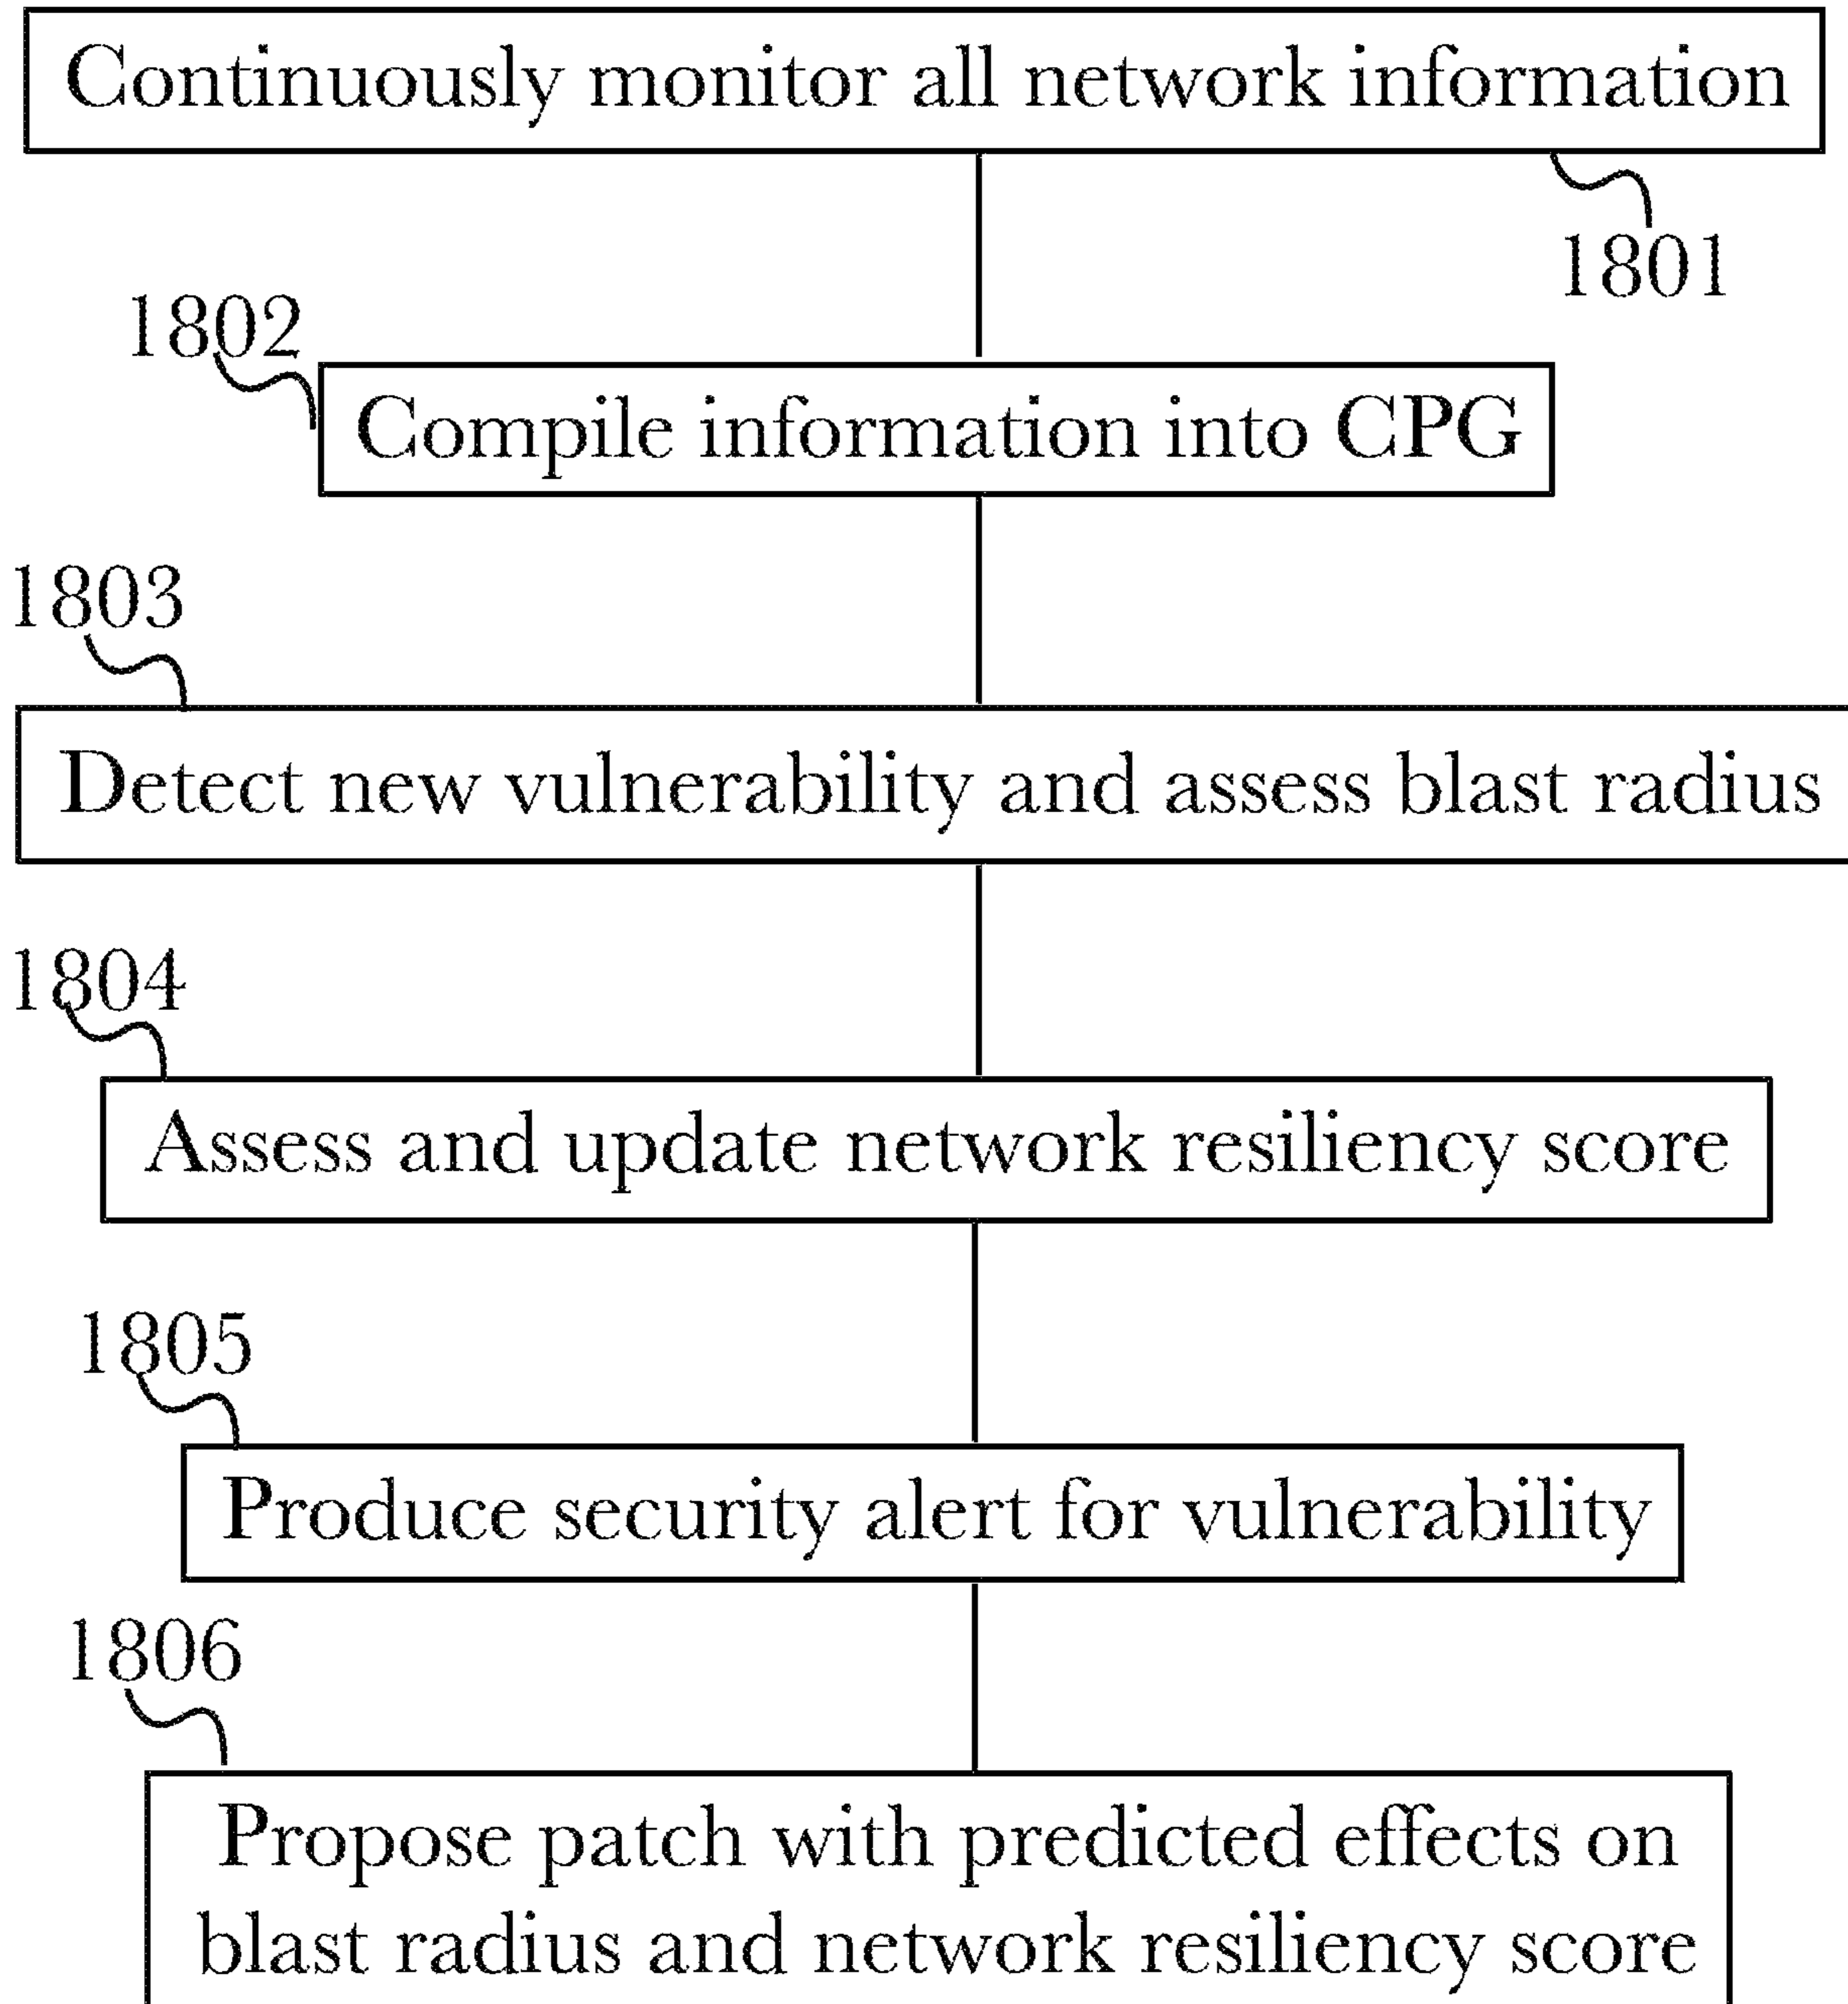 Continuously monitor all network information
1801
1802
Compile information into CPG
1803
Detect new vulnerability and assess blast radius
1804
Assess and update network resiliency score
1805
Produce security alert for vulnerability
1806
Propose patch with predicted effects on
blast radius and network resiliency score